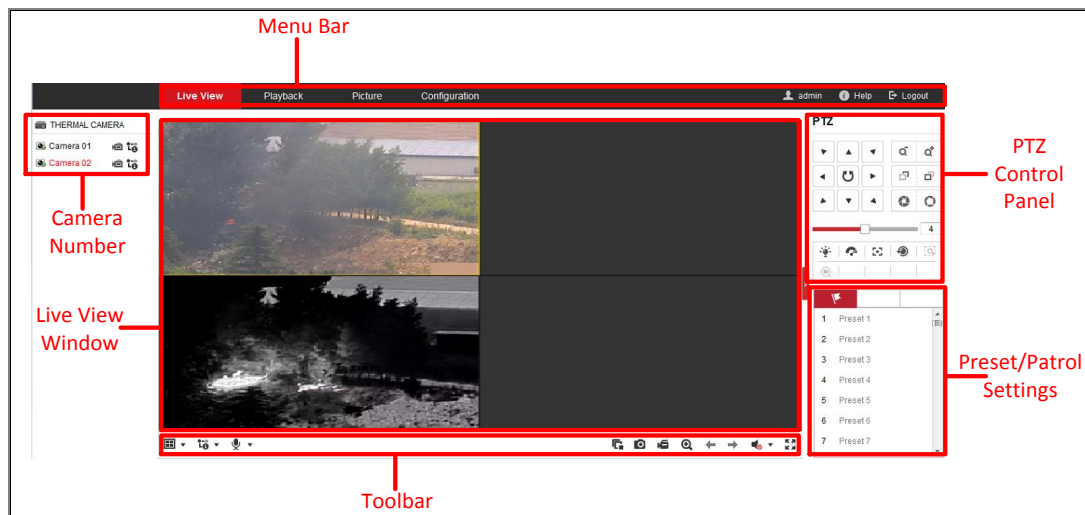 Menu Bar
Live View Playback Picture Configuration admin Help Logout
THERMAL CAMERA
Camera 01
Camera 02
Camera
Number
Live View
Window
PTZ
4
PTZ
Control
Panel
1 Preset 1
2 Preset 2
3 Preset 3
4 Preset 4
5 Preset 5
6 Preset 6
7 Preset 7
Preset/Patrol
Settings
Toolbar